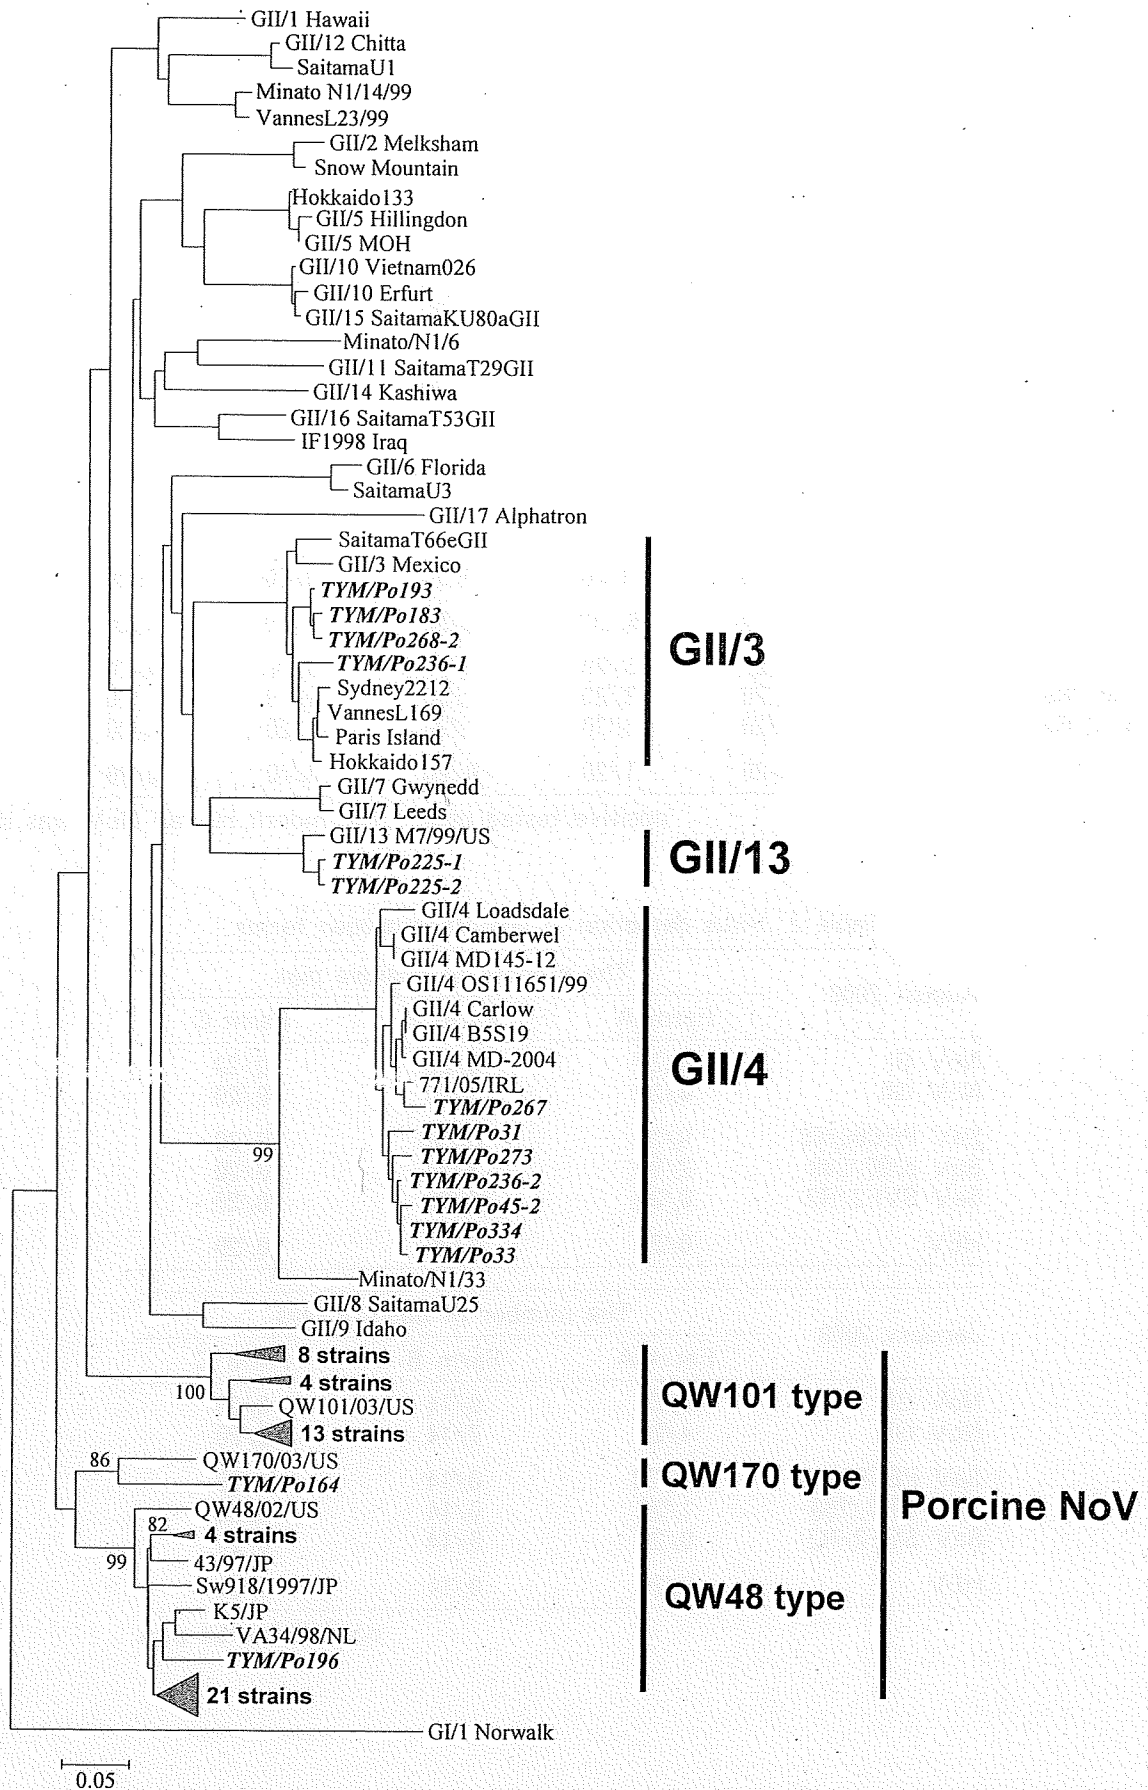 GII/1 Hawaii
GII/12 Chitta
SaitamaU1
Minato N1/14/99
VannesL23/99
GII/2 Melksham
Snow Mountain
Hokkaido133
GII/5 Hillingdon
GII/5 MOH
GII/10 Vietnam026
GII/10 Erfurt
GII/15 SaitamaKU80aGII
Minato/N1/6
GII/11 SaitamaT29GII
GII/14 Kashiwa
GII/16 SaitamaT53GII
IF1998 Iraq
GII/6 Florida
SaitamaU3
GII/17 Alphatron
SaitamaT66eGII
GII/3 Mexico
TYM/Po193
TYM/Po183
TYM/Po268-2
TYM/Po236-1
Sydney2212
VannesL169
Paris Island
Hokkaido157
GII/3
GII/7 Gwynedd
GII/7 Leeds
GII/13 M7/99/US
TYM/Po225-1
TYM/Po225-2
GII/13
GII/4 Loadsdale
GII/4 Camberwel
GII/4 MD145-12
GII/4 OS111651/99
GII/4 Carlow
GII/4 B5S19
GII/4 MD-2004
771/05/IRL
TYM/Po267
TYM/Po31
TYM/Po273
TYM/Po236-2
TYM/Po45-2
TYM/Po334
TYM/Po33
GII/4
99
Minato/N1/33
GII/8 SaitamaU25
GII/9 Idaho
8 strains
4 strains
100
QW101/03/US
13 strains
QW101 type
86
QW170/03/US
TYM/Po164
QW170 type
QW48/02/US
82
4 strains
99
43/97/JP
Sw918/1997/JP
K5/JP
VA34/98/NL
TYM/Po196
21 strains
QW48 type
Porcine NoV
GI/1 Norwalk
0.05